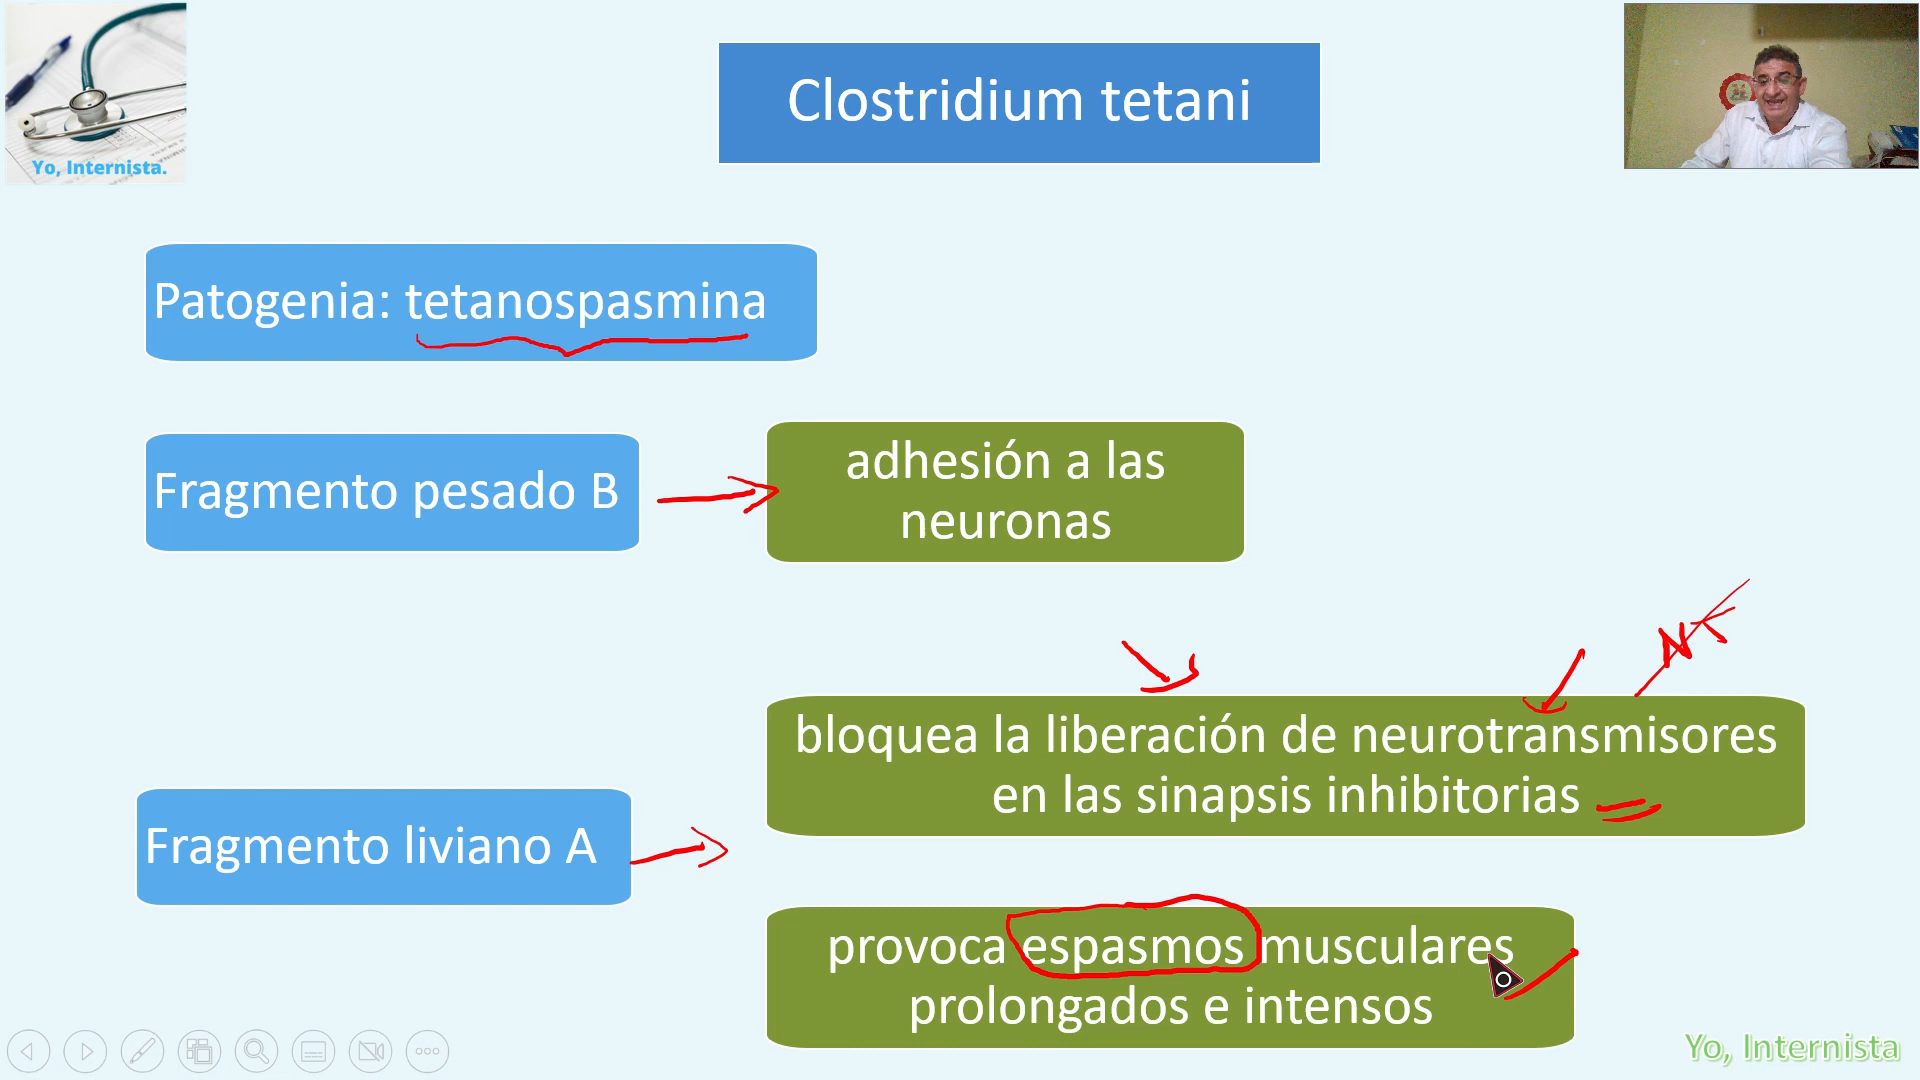 Yo, Internista.
Clostridium tetani
Patogenia: tetanospasmina
Fragmento pesado B
adhesión a las
neuronas
bloquea la liberación de neurotransmisores
en las sinapsis inhibitorias
Fragmento liviano A
provoca espasmos musculares
prolongados e intensos
Yo, Internista